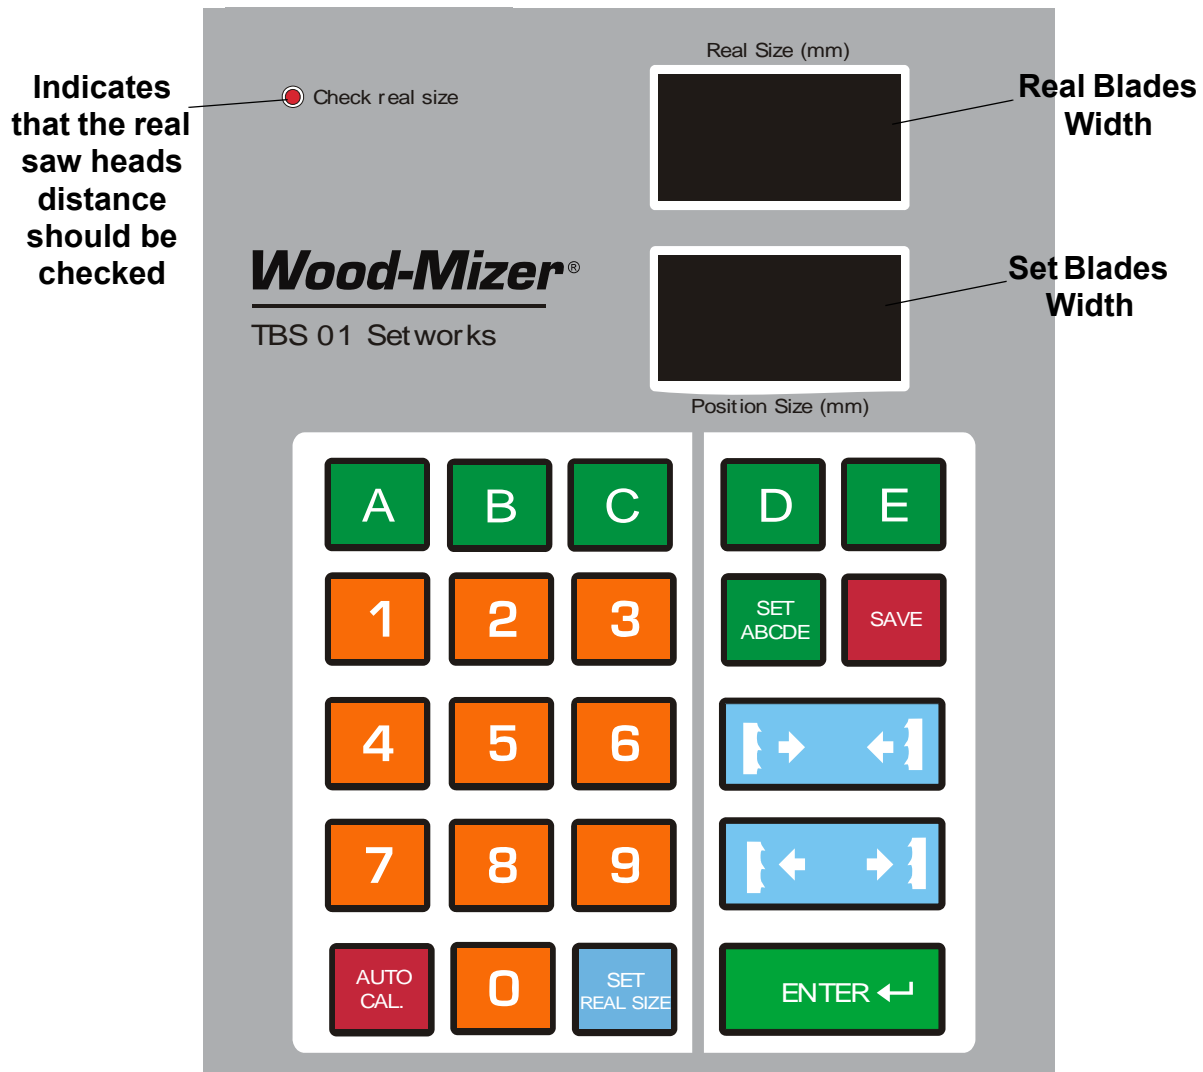 Real Size (mm)
Indicates
that the real
saw heads
distance
should be
checked
Check real size
Real Blades
Width
Wood-Mizer®
TBS 01 Setworks
Set Blades
Width
Position Size (mm)
A B C D E
1 2 3
SET
ABCDE
SAVE
4 5 6
7 8 9
AUTO
CAL.
0
SET
REAL SIZE
ENTER